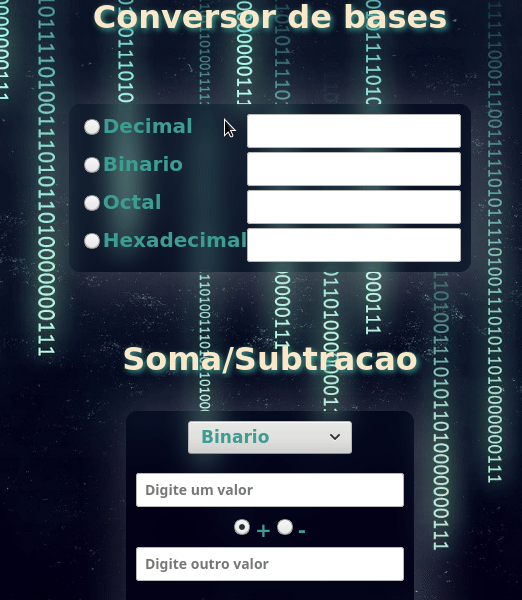 Conversor de bases
Decimal
Binario
Octal
Hexadecimal
Soma/Subtracao
Binario
Digite um valor
+ -
Digite outro valor